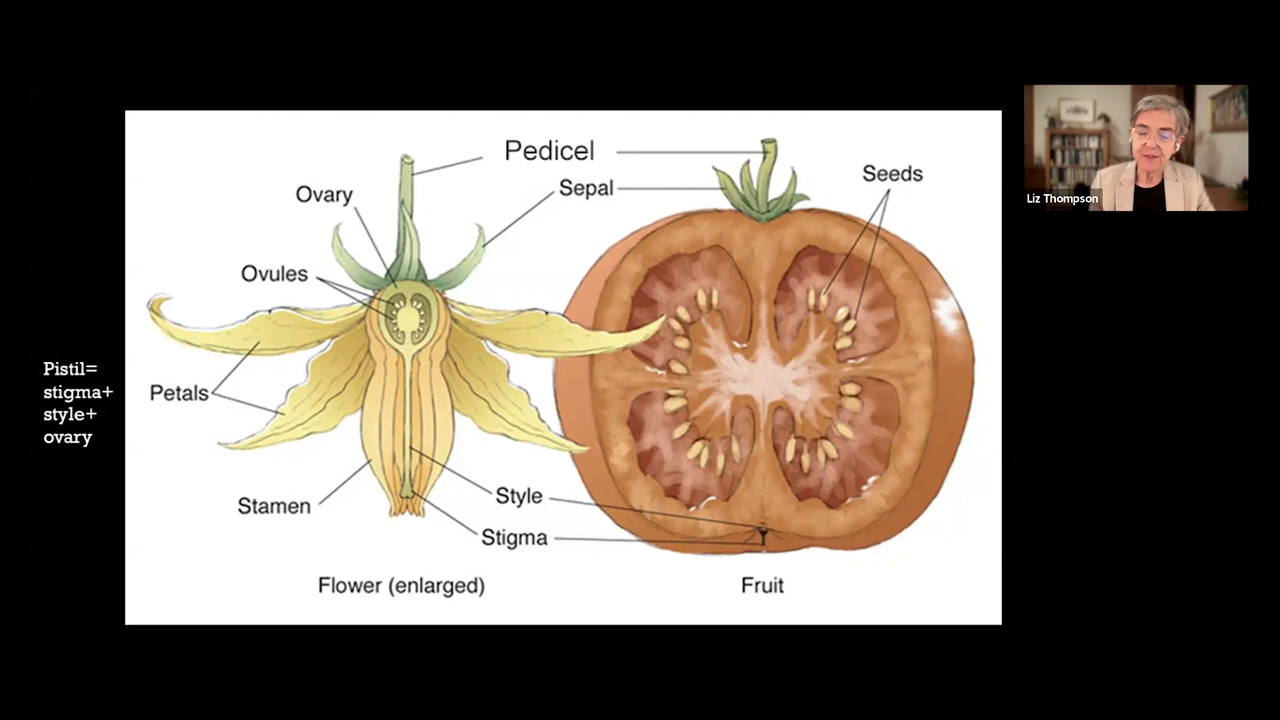 Pedicel
Sepal
Seeds
Ovary
Ovules
Petals
Stamen
Style
Stigma
Flower (enlarged)
Fruit
Pistil=
stigma+
style+
ovary
Liz Thompson